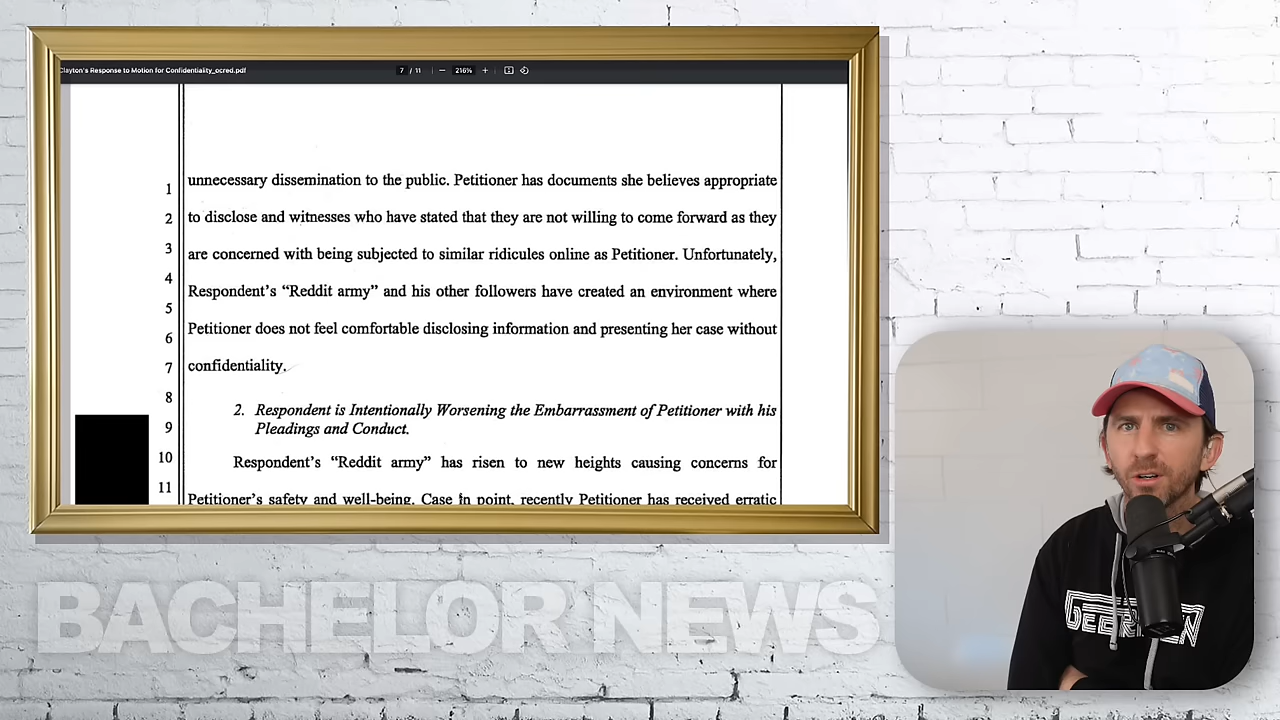 Clayton's Response to Motion for Confidentiality_ocred.pdf
7 / 11
216%
unnecessary dissemination to the public. Petitioner has documents she believes appropriate
1
to disclose and witnesses who have stated that they are not willing to come forward as they
2
are concerned with being subjected to similar ridicules online as Petitioner. Unfortunately,
3
Respondent's “Reddit army” and his other followers have created an environment where
4
5
Petitioner does not feel comfortable disclosing information and presenting her case without
6
confidentiality.
7
8
2. Respondent is Intentionally Worsening the Embarrassment of Petitioner with his
9
Pleadings and Conduct.
10
Respondent's “Reddit army” has risen to new heights causing concerns for
11
Petitioner's safety and well-being. Case in point, recently Petitioner has received erratic
BACHELOR NEWS